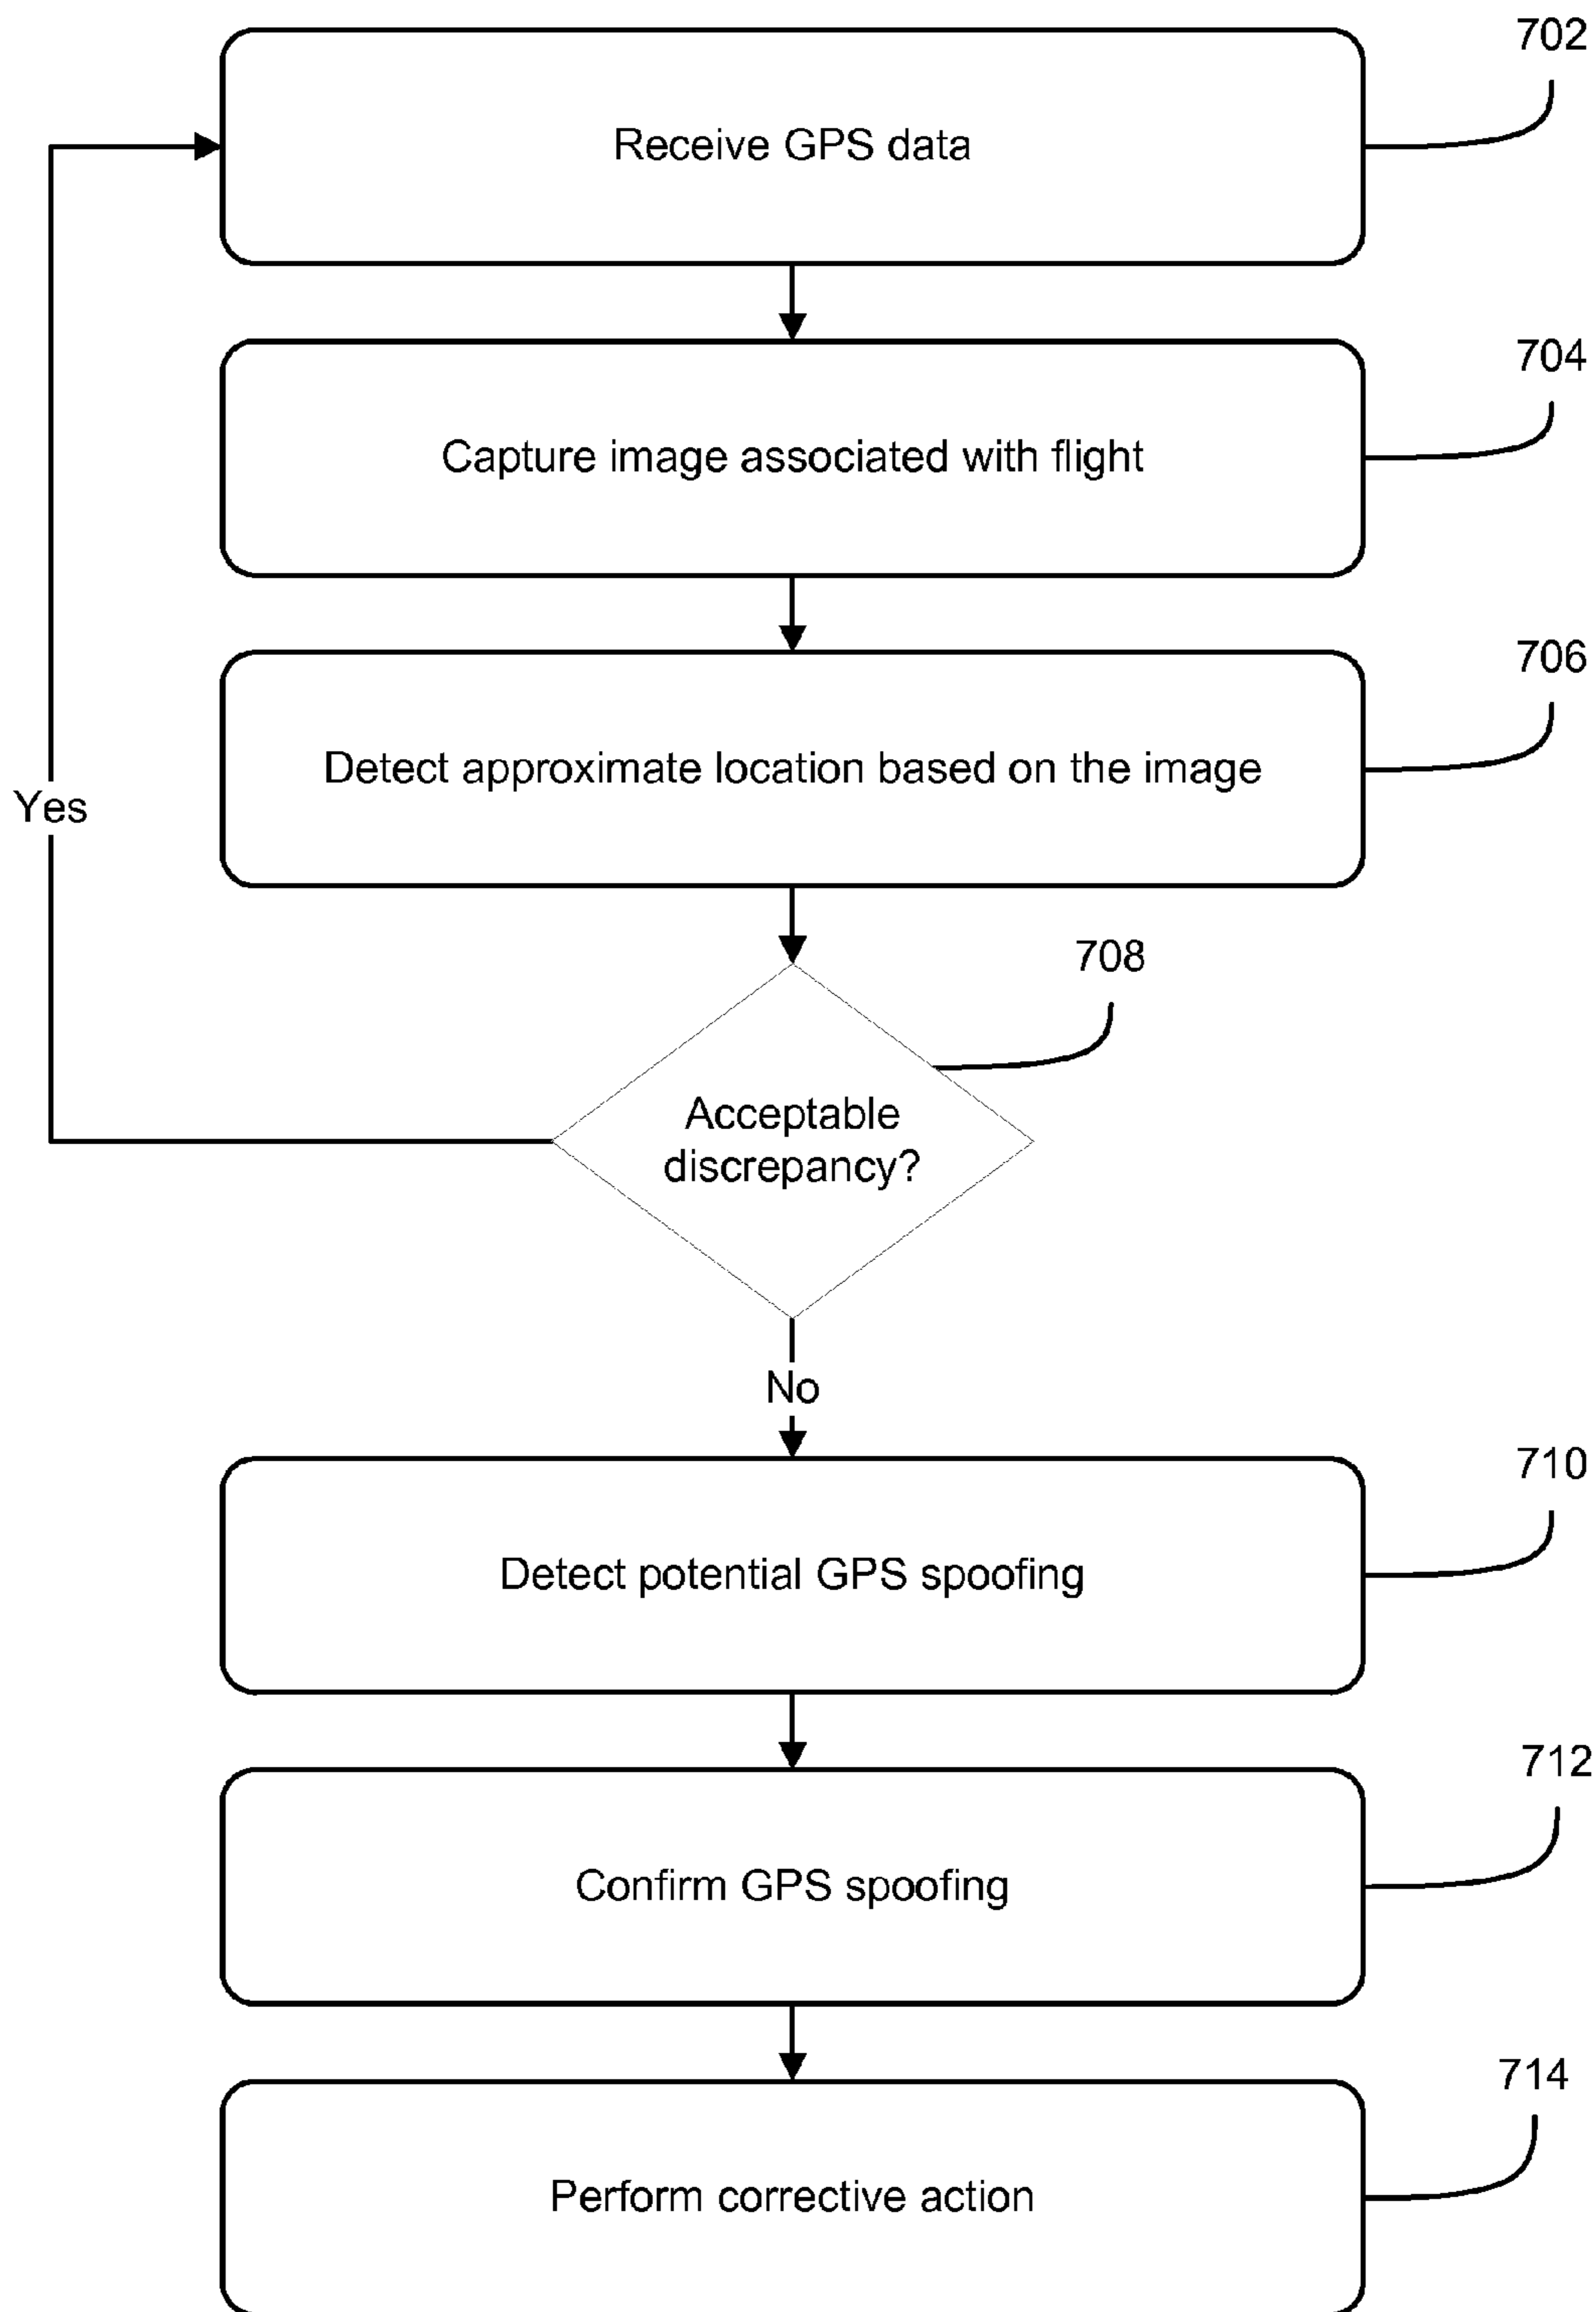 702
Receive GPS data
704
Capture image associated with flight
706
Detect approximate location based on the image
Yes
708
Acceptable
discrepancy?
No
710
Detect potential GPS spoofing
712
Confirm GPS spoofing
714
Perform corrective action